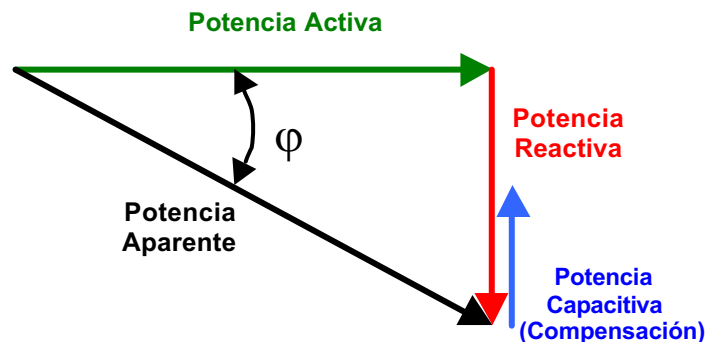 Potencia Activa
Potencia
Reactiva
φ
Potencia
Aparente
Potencia
Capacitiva
(Compensación)